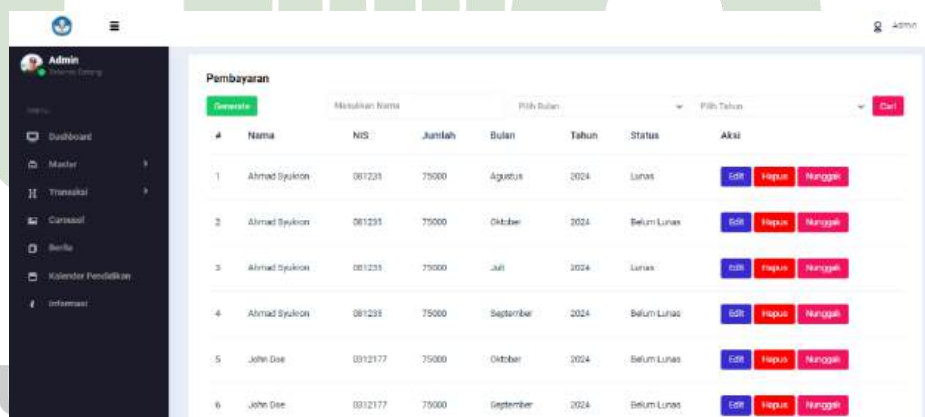 Admin
Admin
Selamat Datang
Menu
Dashboard
Master
Transaksi
Carousel
Berita
Kalender Pendidikan
Informasi
Pembayaran
Generate Masukkan Nama Pilih Bulan Pilih Tahun Cari
# Nama NIS Jumlah Bulan Tahun Status Aksi
1 Ahmad Syukron 081235 75000 Agustus 2024 Lunas Edit Hapus Nunggak
2 Ahmad Syukron 081235 75000 Oktober 2024 Belum Lunas Edit Hapus Nunggak
3 Ahmad Syukron 081235 75000 Juli 2024 Lunas Edit Hapus Nunggak
4 Ahmad Syukron 081235 75000 September 2024 Belum Lunas Edit Hapus Nunggak
5 John Doe 0312177 75000 Oktober 2024 Belum Lunas Edit Hapus Nunggak
6 John Doe 0312177 75000 September 2024 Belum Lunas Edit Hapus Nunggak